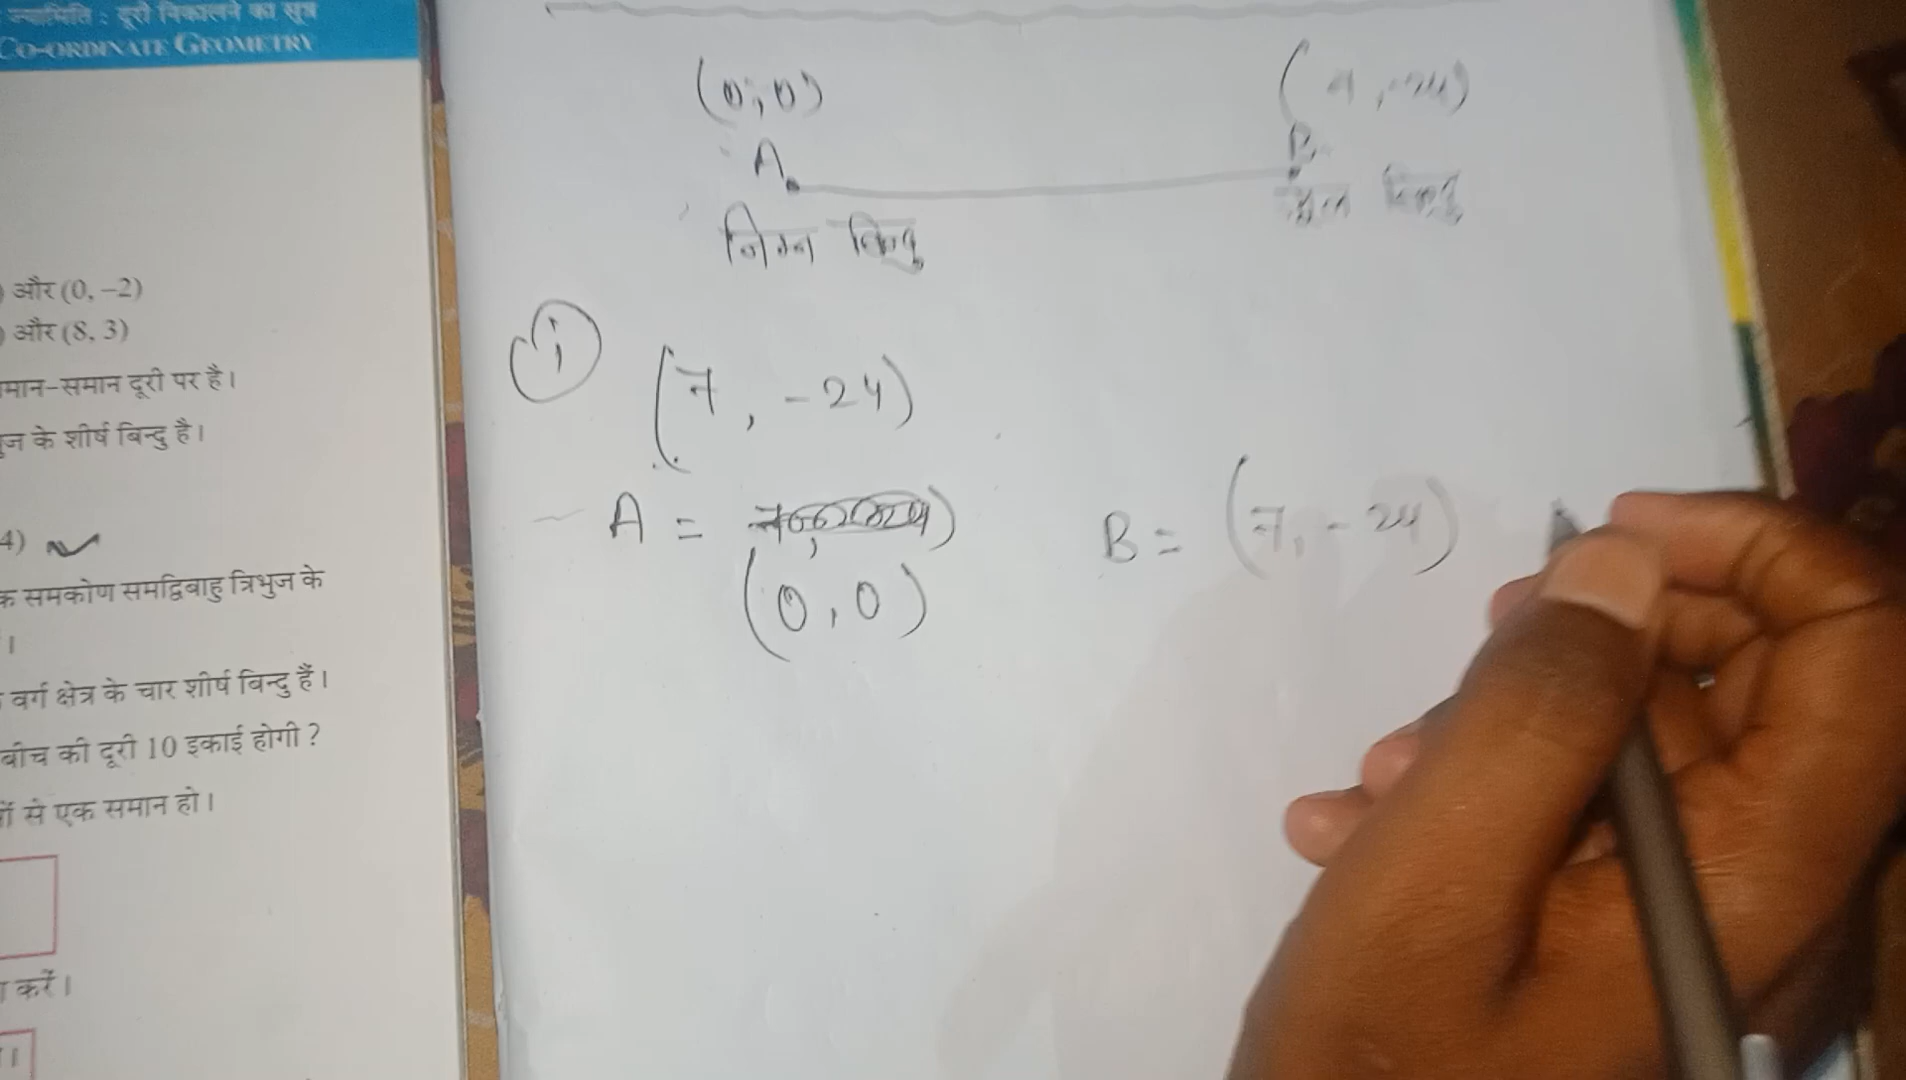 ज्यामिति : दूरी निकालने का सूत्र
CO-ORDINATE GEOMETRY
) और (0, –2)
) और (8, 3)
मान-समान दूरी पर है।
ुज के शीर्ष बिन्दु है।
4)
क समकोण समद्विबाहु त्रिभुज के
।
वर्ग क्षेत्र के चार शीर्ष बिन्दु हैं।
बीच की दूरी 10 इकाई होगी ?
ं से एक समान हो।
करें।
(0,0)
A
B
निम्न बिन्दु
बिन्दु
i
(7, -24)
A =
(0,0)
B = (7, -24)